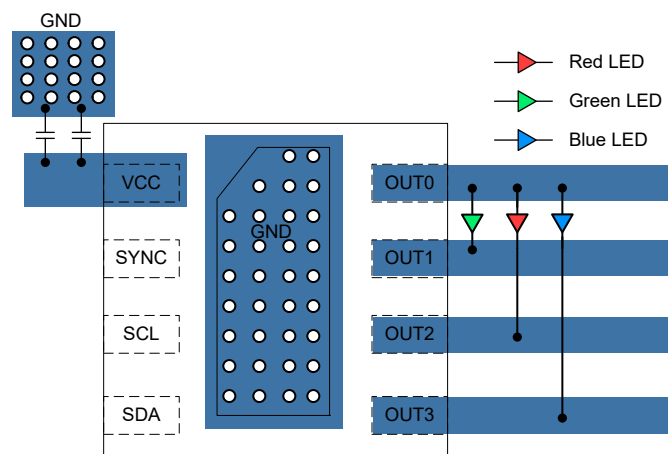 GND
Red LED
Green LED
Blue LED
VCC
OUT0
GND
SYNC
OUT1
SCL
OUT2
SDA
OUT3